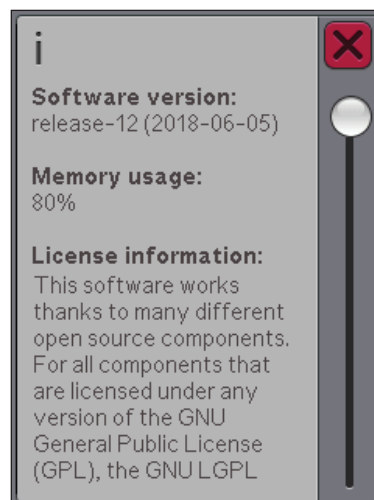 i
Software version:
release-12 (2018-06-05)
Memory usage:
80%
License information:
This software works
thanks to many different
open source components.
For all components that
are licensed under any
version of the GNU
General Public License
(GPL), the GNU LGPL